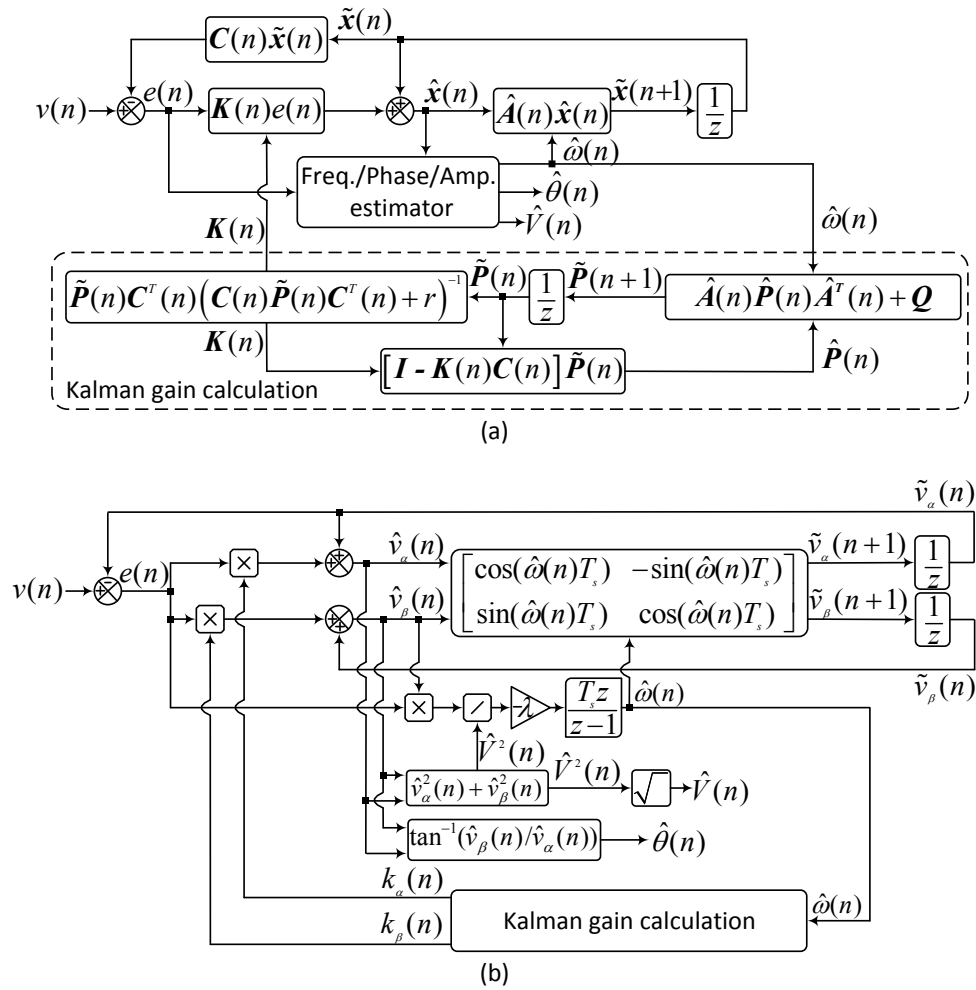 x̃(n)
C(n)x̃(n)
v(n)
e(n)
K(n)e(n)
x̂(n)
Â(n)x̂(n)
x̃(n+1)
1/z
ω̂(n)
Freq./Phase/Amp.
estimator
θ̂(n)
V̂(n)
K(n)
ω̂(n)
P̃(n)C^T(n)(C(n)P̃(n)C^T(n)+r)^-1
P̃(n)
1/z
P̃(n+1)
Â(n)P̂(n)Â^T(n)+Q
K(n)
[I - K(n)C(n)]P̃(n)
P̂(n)
Kalman gain calculation
(a)
ṽ_α(n)
v(n)
e(n)
×
×
v̂_α(n)
v̂_β(n)
cos(ω̂(n)T_s) −sin(ω̂(n)T_s)
sin(ω̂(n)T_s) cos(ω̂(n)T_s)
ṽ_α(n+1)
1/z
ṽ_β(n+1)
1/z
ṽ_β(n)
×
/
-λ
T_s z/(z−1)
ω̂(n)
V̂²(n)
v̂_α²(n)+v̂_β²(n)
V̂²(n)
√
V̂(n)
tan⁻¹(v̂_β(n)/v̂_α(n))
θ̂(n)
k_α(n)
k_β(n)
Kalman gain calculation
ω̂(n)
(b)